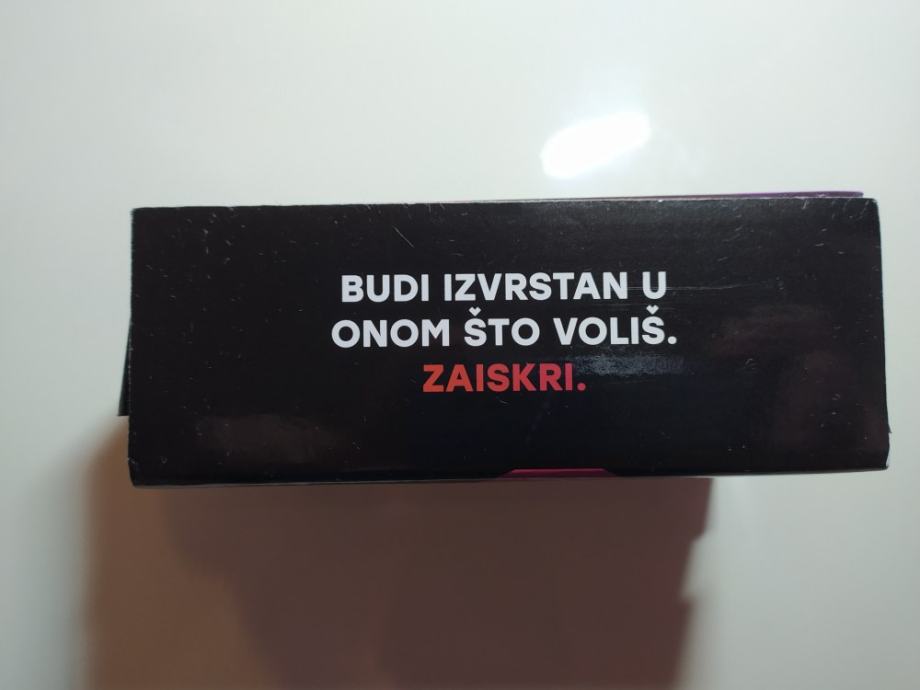 BUDI IZVRSTAN U
ONOM ŠTO VOLIŠ.
ZAISKRI.